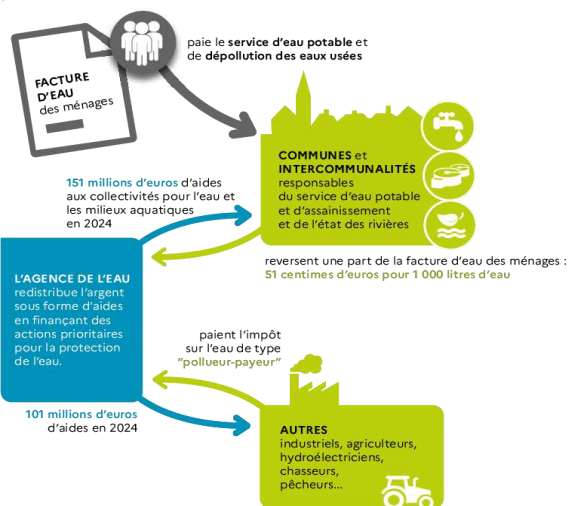 paie le service d'eau potable et
de dépollution des eaux usées
FACTURE
D'EAU
des ménages
COMMUNES et
INTERCOMMUNALITÉS
responsables
du service d'eau potable
et d'assainissement
et de l'état des rivières
151 millions d'euros d'aides
aux collectivités pour l'eau et
les milieux aquatiques
en 2024
reversent une part de la facture d'eau des ménages :
51 centimes d'euros pour 1 000 litres d'eau
L'AGENCE DE L'EAU
redistribue l'argent
sous forme d'aides
en finançant des
actions prioritaires
pour la protection
de l'eau.
paient l'impôt
sur l'eau de type
"pollueur-payeur"
101 millions d'euros
d'aides en 2024
AUTRES
industriels, agriculteurs,
hydroélectriciens,
chasseurs,
pêcheurs...